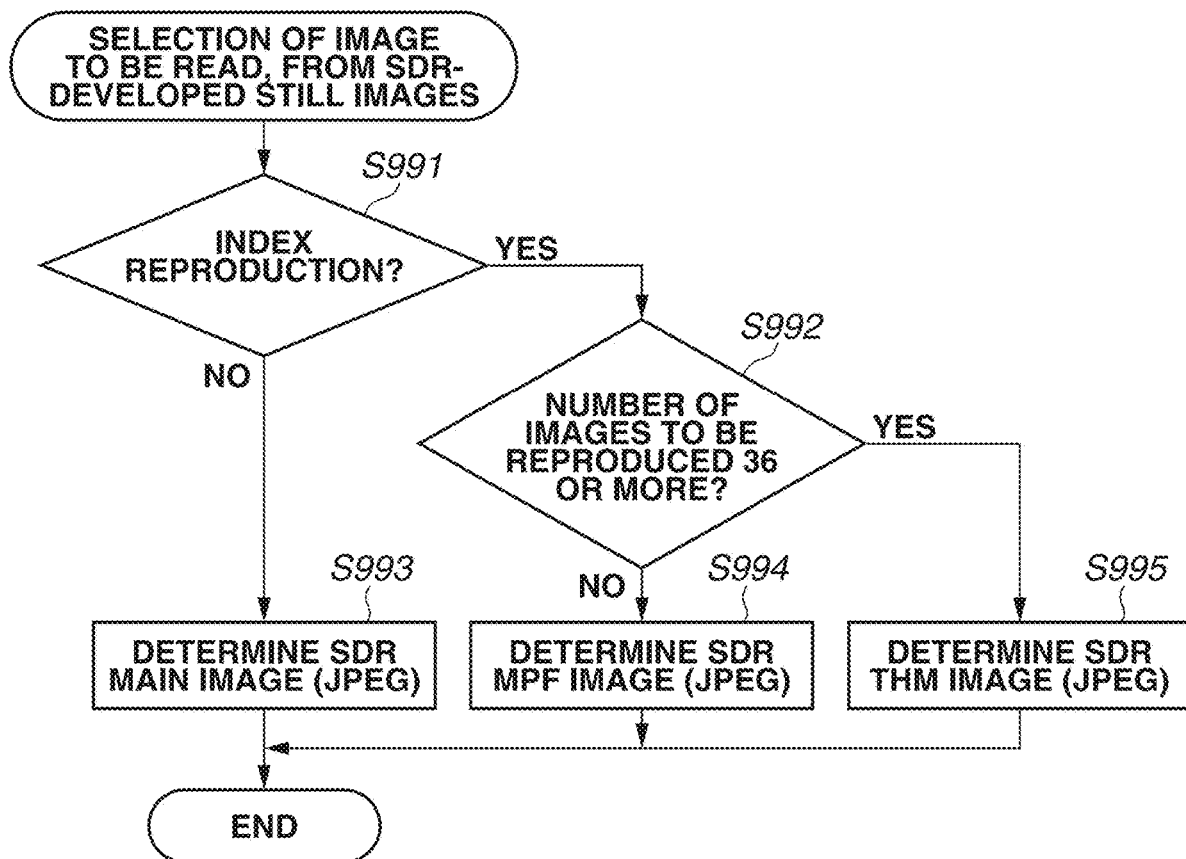 SELECTION OF IMAGE
TO BE READ, FROM SDR-
DEVELOPED STILL IMAGES
S991
INDEX
REPRODUCTION?
YES
NO
S992
NUMBER OF
IMAGES TO BE
REPRODUCED 36
OR MORE?
YES
NO
S993
DETERMINE SDR
MAIN IMAGE (JPEG)
S994
DETERMINE SDR
MPF IMAGE (JPEG)
S995
DETERMINE SDR
THM IMAGE (JPEG)
END